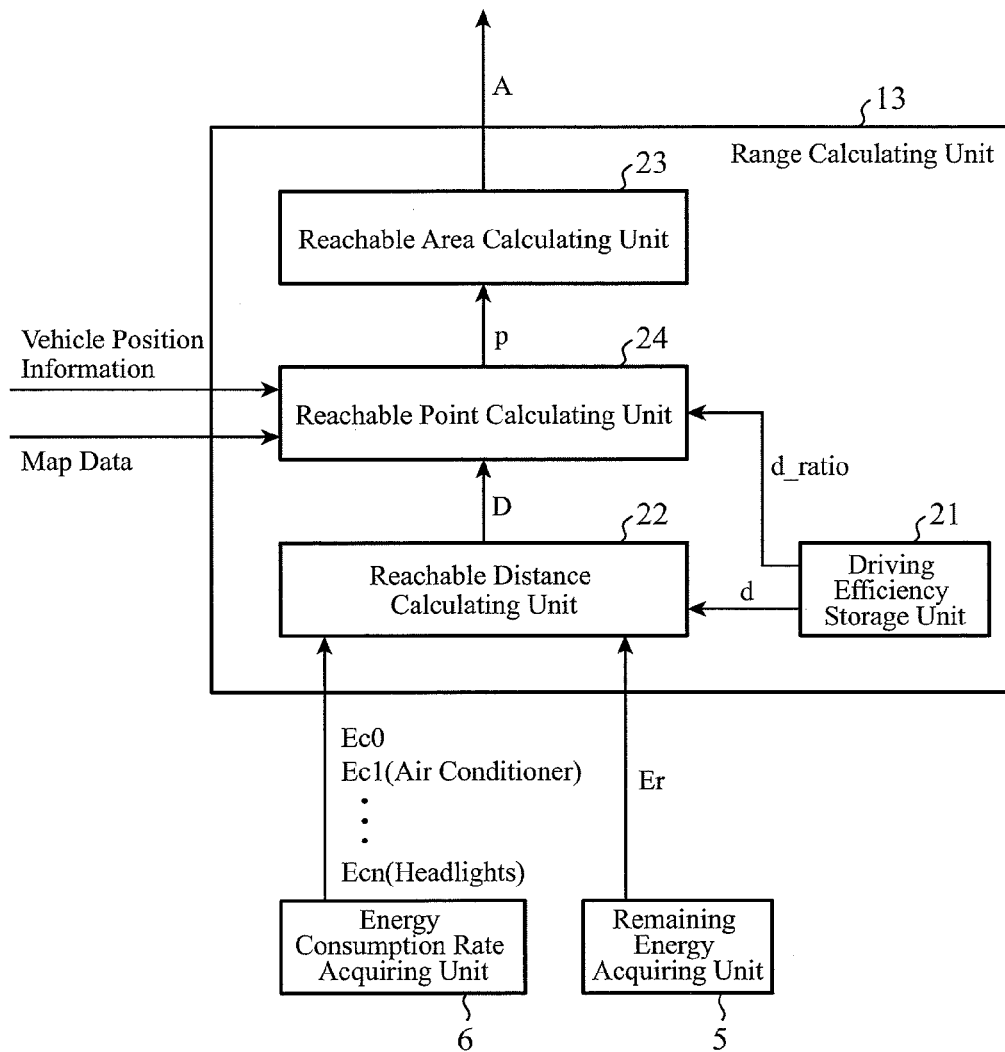 A
13
Range Calculating Unit
23
Reachable Area Calculating Unit
Vehicle Position
Information
p
24
Reachable Point Calculating Unit
Map Data
d_ratio
D
22
21
Reachable Distance
Calculating Unit
d
Driving
Efficiency
Storage Unit
Ec0
Ec1(Air Conditioner)
Ecn(Headlights)
Er
Energy
Consumption Rate
Acquiring Unit
Remaining
Energy
Acquiring Unit
6
5